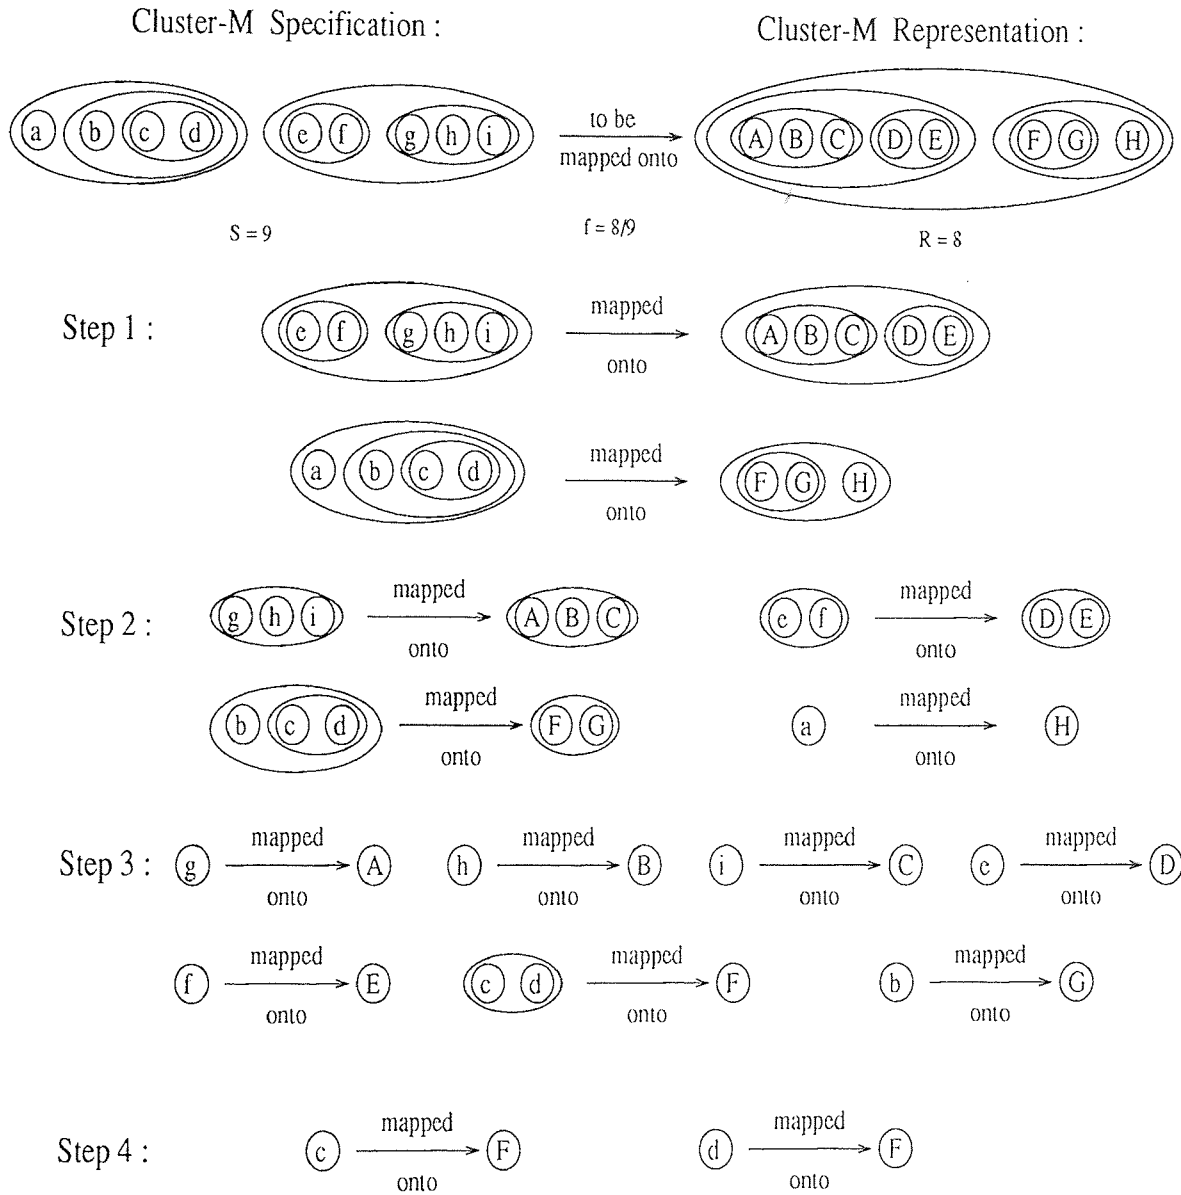 Cluster-M Specification :
Cluster-M Representation :
a b c d e f g h i
to be
mapped onto
A B C D E F G H
S = 9
f = 8/9
R = 8
Step 1 :
e f g h i
mapped
onto
A B C D E
a b c d
mapped
onto
F G H
Step 2 :
g h i
mapped
onto
A B C
e f
mapped
onto
D E
b c d
mapped
onto
F G
a
mapped
onto
H
Step 3 :
g
mapped
onto
A
h
mapped
onto
B
i
mapped
onto
C
e
mapped
onto
D
f
mapped
onto
E
c d
mapped
onto
F
b
mapped
onto
G
Step 4 :
c
mapped
onto
F
d
mapped
onto
F